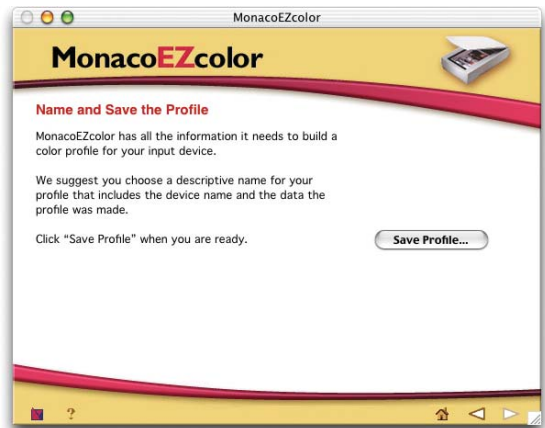 MonacoEZcolor
MonacoEZcolor
Name and Save the Profile
MonacoEZcolor has all the information it needs to build a
color profile for your input device.
We suggest you choose a descriptive name for your
profile that includes the device name and the data the
profile was made.
Click “Save Profile” when you are ready.
Save Profile...
?